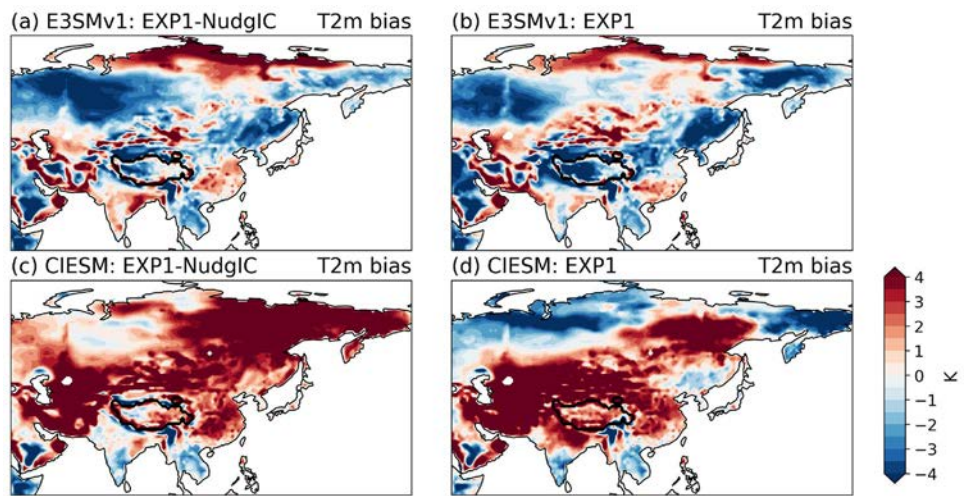 (a) E3SMv1: EXP1-NudgIC T2m bias
(b) E3SMv1: EXP1 T2m bias
(c) CIESM: EXP1-NudgIC T2m bias
(d) CIESM: EXP1 T2m bias
4
3
2
1
0
−1
−2
−3
−4
K